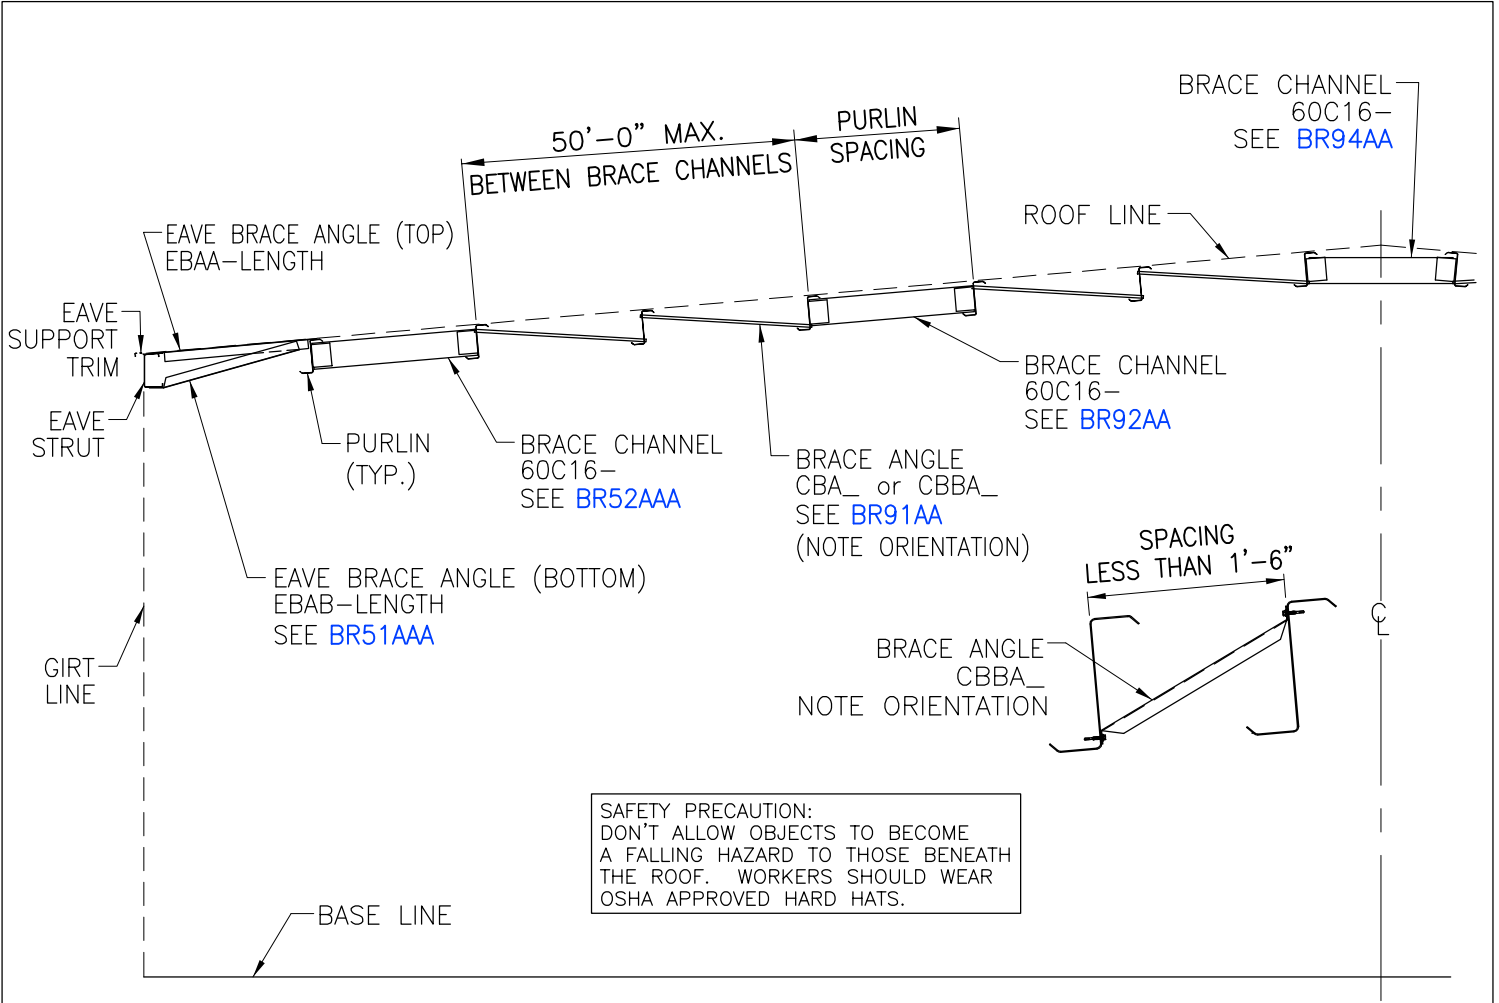 BRACE CHANNEL
60C16-
SEE BR94AA
50'-0" MAX.
BETWEEN BRACE CHANNELS
PURLIN
SPACING
ROOF LINE
EAVE BRACE ANGLE (TOP)
EBAA-LENGTH
EAVE
SUPPORT
TRIM
EAVE
STRUT
PURLIN
(TYP.)
BRACE CHANNEL
60C16-
SEE BR52AAA
BRACE ANGLE
CBA_ or CBBA_
SEE BR91AA
(NOTE ORIENTATION)
BRACE CHANNEL
60C16-
SEE BR92AA
EAVE BRACE ANGLE (BOTTOM)
EBAB-LENGTH
SEE BR51AAA
GIRT
LINE
SPACING
LESS THAN 1'-6"
BRACE ANGLE
CBBA_
NOTE ORIENTATION
℄
SAFETY PRECAUTION:
DON'T ALLOW OBJECTS TO BECOME
A FALLING HAZARD TO THOSE BENEATH
THE ROOF. WORKERS SHOULD WEAR
OSHA APPROVED HARD HATS.
BASE LINE